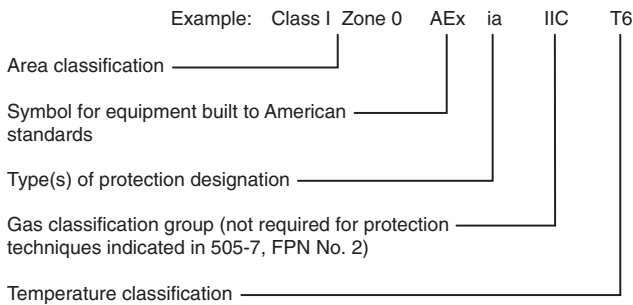 Example: Class I Zone 0 AEx ia IIC T6
Area classification
Symbol for equipment built to American
standards
Type(s) of protection designation
Gas classification group (not required for protection
techniques indicated in 505-7, FPN No. 2)
Temperature classification